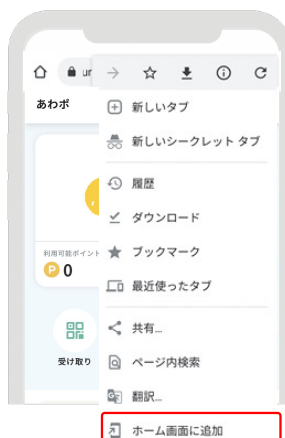 あわポ
新しいタブ
新しいシークレット タブ
履歴
ダウンロード
ブックマーク
最近使ったタブ
利用可能ポイント
P 0
共有...
ページ内検索
受け取り
翻訳...
ホーム画面に追加